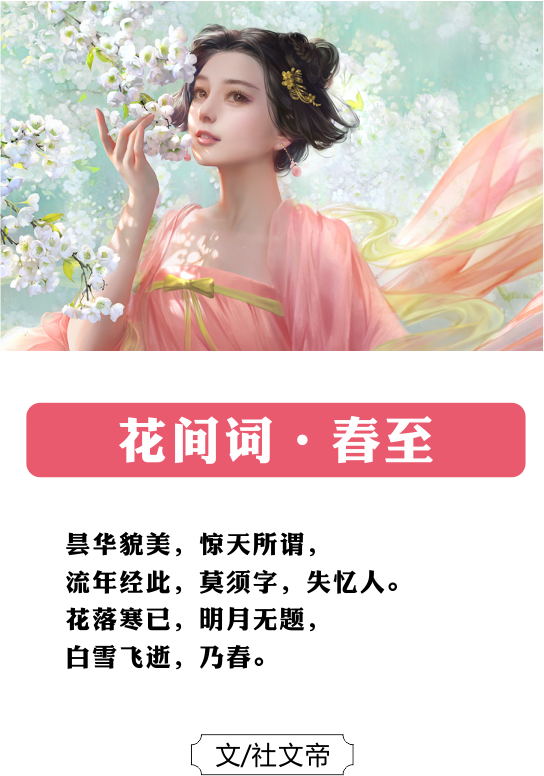 花间词·春至
昙华貌美，惊天所谓，
流年经此，莫须字，失忆人。
花落寒已，明月无题，
白雪飞逝，乃春。
文/社文帝